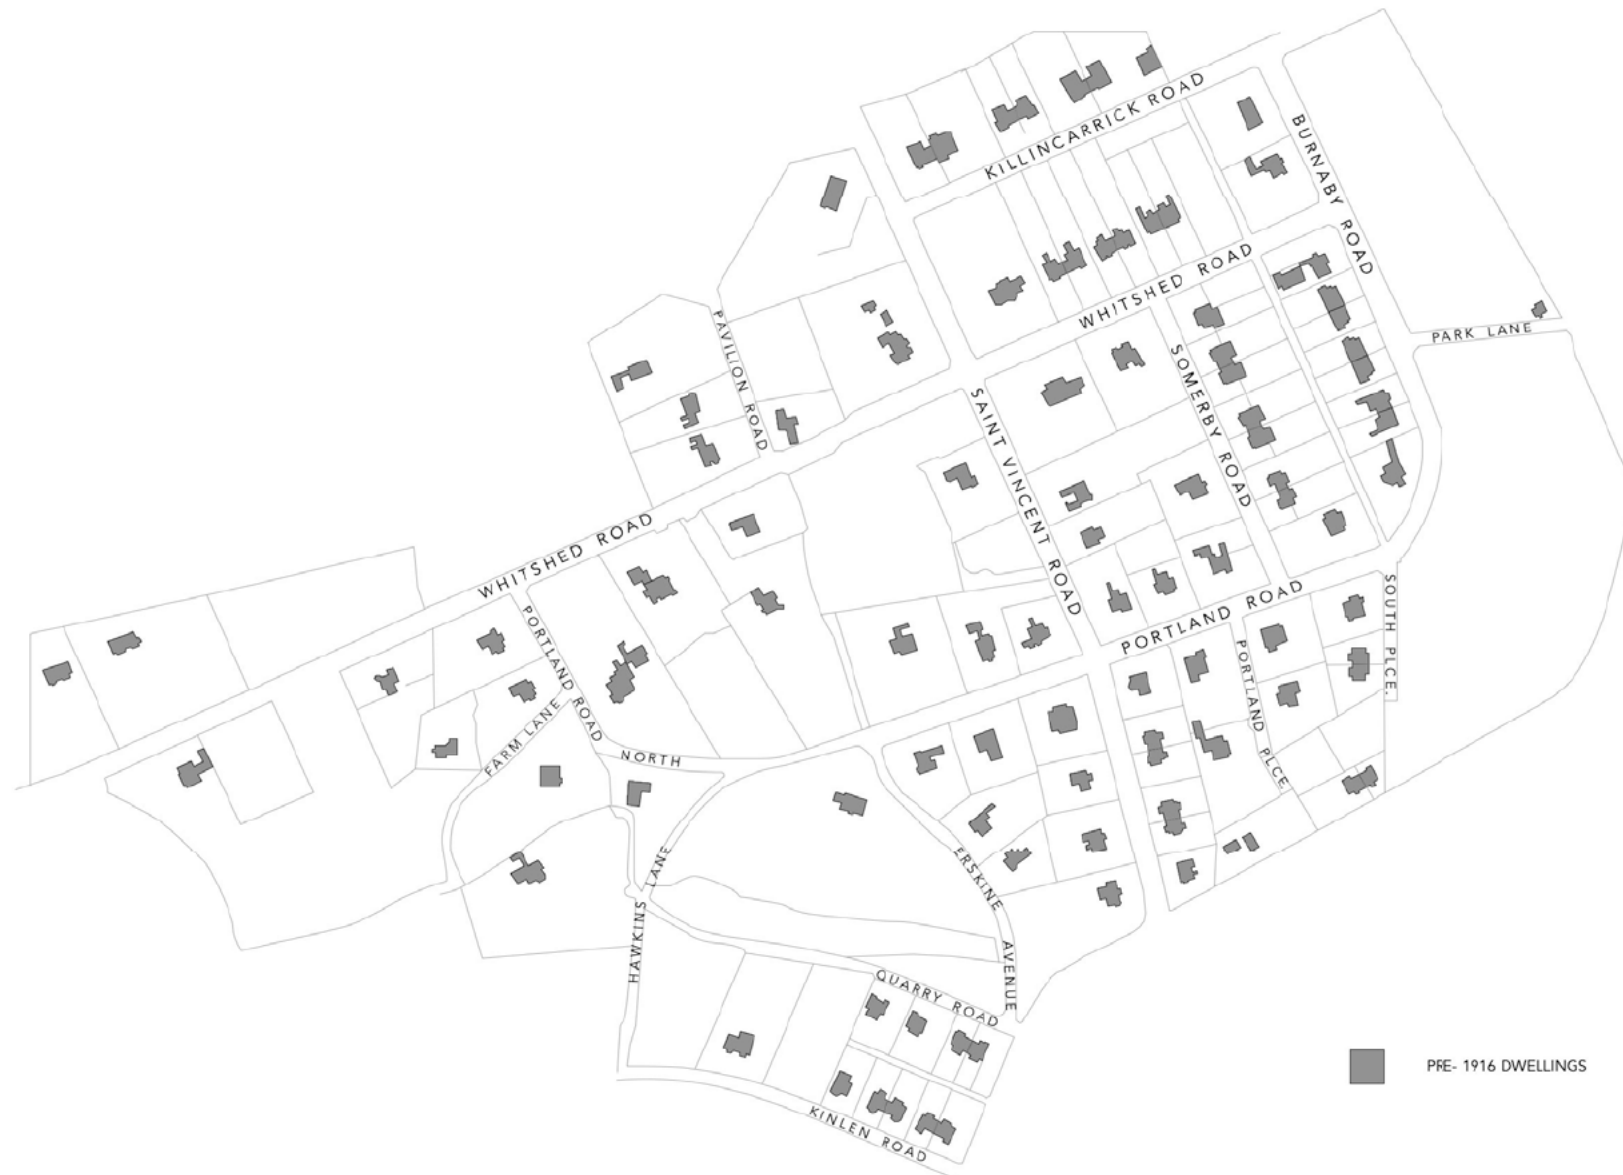 KILLINCARRICK ROAD
BURNABY ROAD
WHITSHED ROAD
PARK LANE
PAVILION ROAD
SOMERBY ROAD
SAINT VINCENT ROAD
WHITSHED ROAD
PORTLAND ROAD
SOUTH PLCE.
PORTLAND ROAD
PORTLAND PLCE
FARM LANE
NORTH
HAWKINS LANE
ERSKINE AVENUE
QUARRY ROAD
KINLEN ROAD
PRE- 1916 DWELLINGS